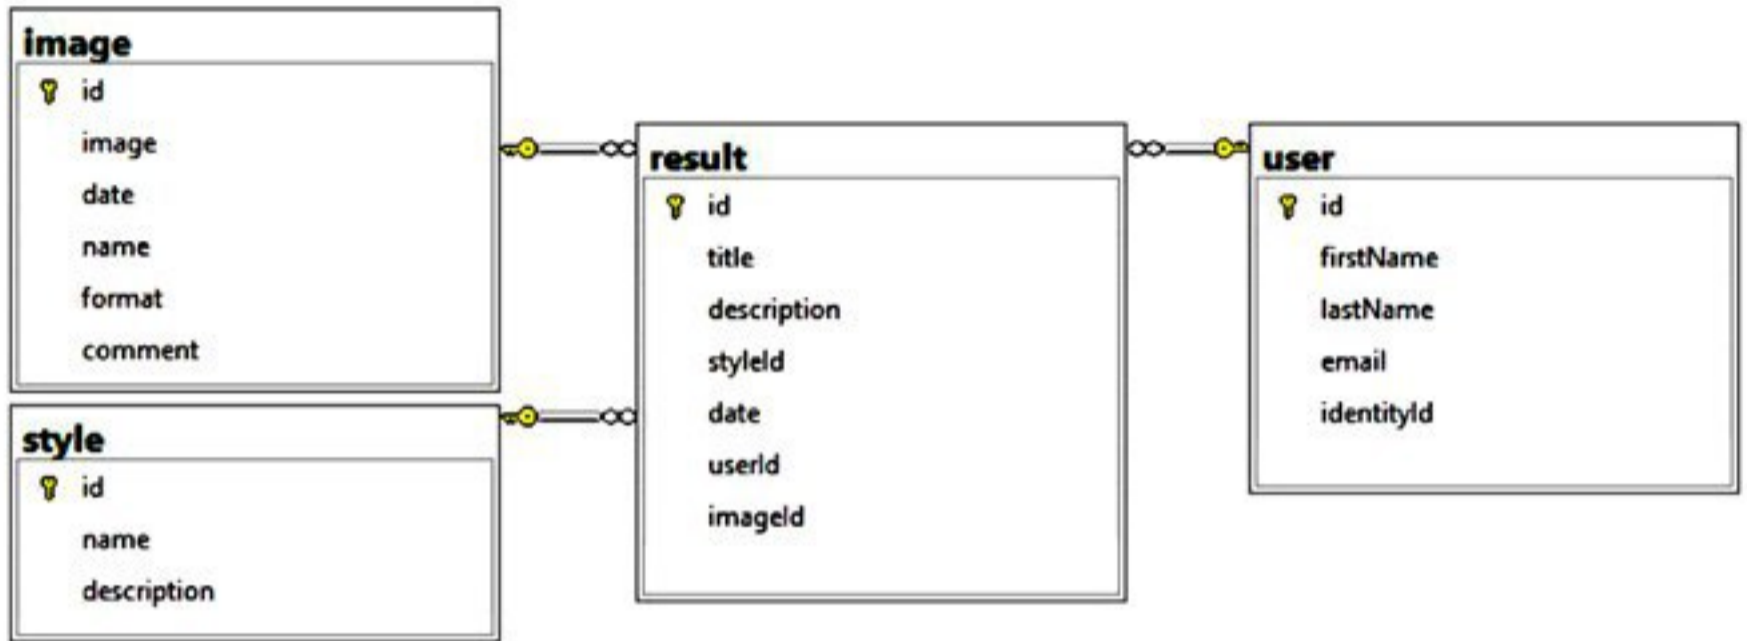 image
id
image
date
name
format
comment
style
id
name
description
result
id
title
description
styleId
date
userId
imageId
user
id
firstName
lastName
email
identityId